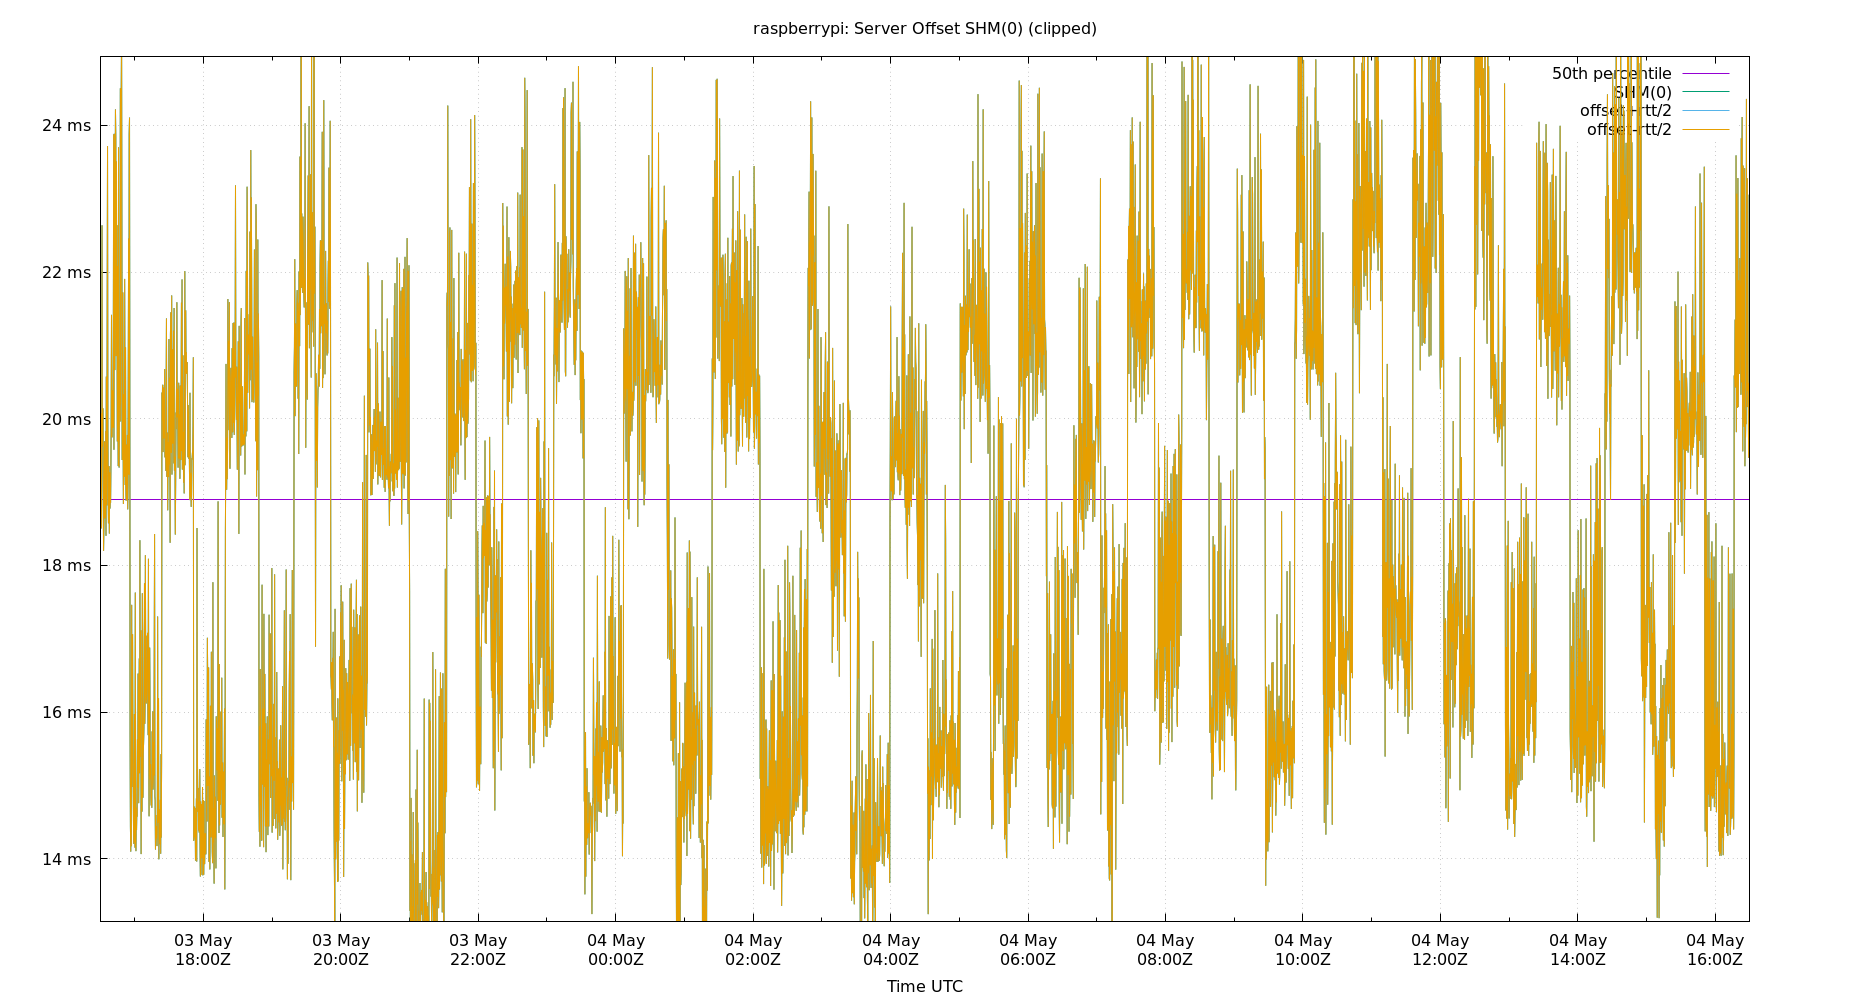 raspberrypi: Server Offset SHM(0) (clipped)
50th percentile
SHM(0)
offset+rtt/2
offset-rtt/2
24 ms
22 ms
20 ms
18 ms
16 ms
14 ms
03 May 03 May 03 May 04 May 04 May 04 May 04 May 04 May 04 May 04 May 04 May 04 May
18:00Z 20:00Z 22:00Z 00:00Z 02:00Z 04:00Z 06:00Z 08:00Z 10:00Z 12:00Z 14:00Z 16:00Z
Time UTC